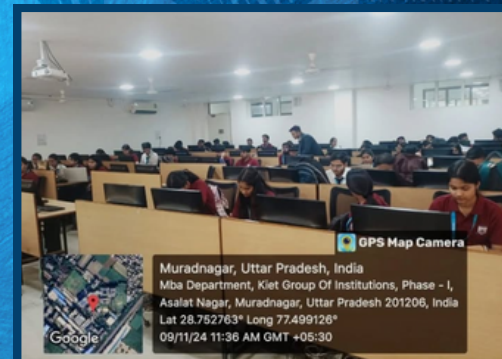 GPS Map Camera
Muradnagar, Uttar Pradesh, India
Mba Department, Kiet Group Of Institutions, Phase - I,
Asalat Nagar, Muradnagar, Uttar Pradesh 201206, India
Lat 28.752763° Long 77.499126°
09/11/24 11:36 AM GMT +05:30
Google